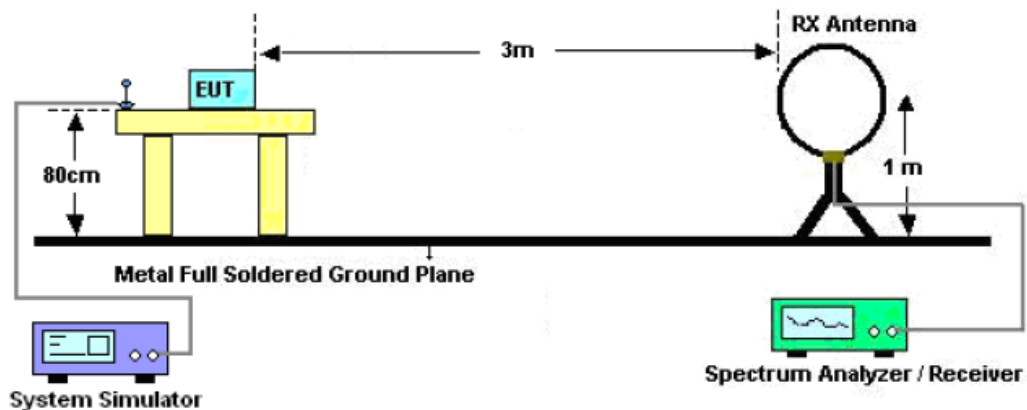 RX Antenna
3m
EUT
80cm
1 m
Metal Full Soldered Ground Plane
System Simulator
Spectrum Analyzer / Receiver